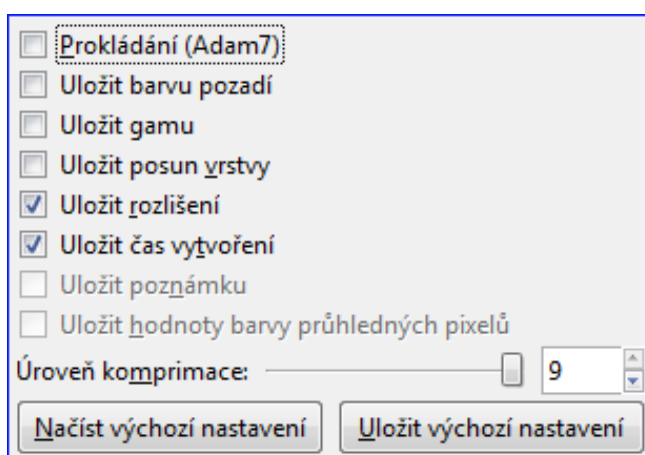 Prokládání (Adam7)
Uložit barvu pozadí
Uložit gamu
Uložit posun vrstvy
Uložit rozlišení
Uložit čas vytvoření
Uložit poznámku
Uložit hodnoty barvy průhledných pixelů
Úroveň komprimace: 9
Načíst výchozí nastavení Uložit výchozí nastavení